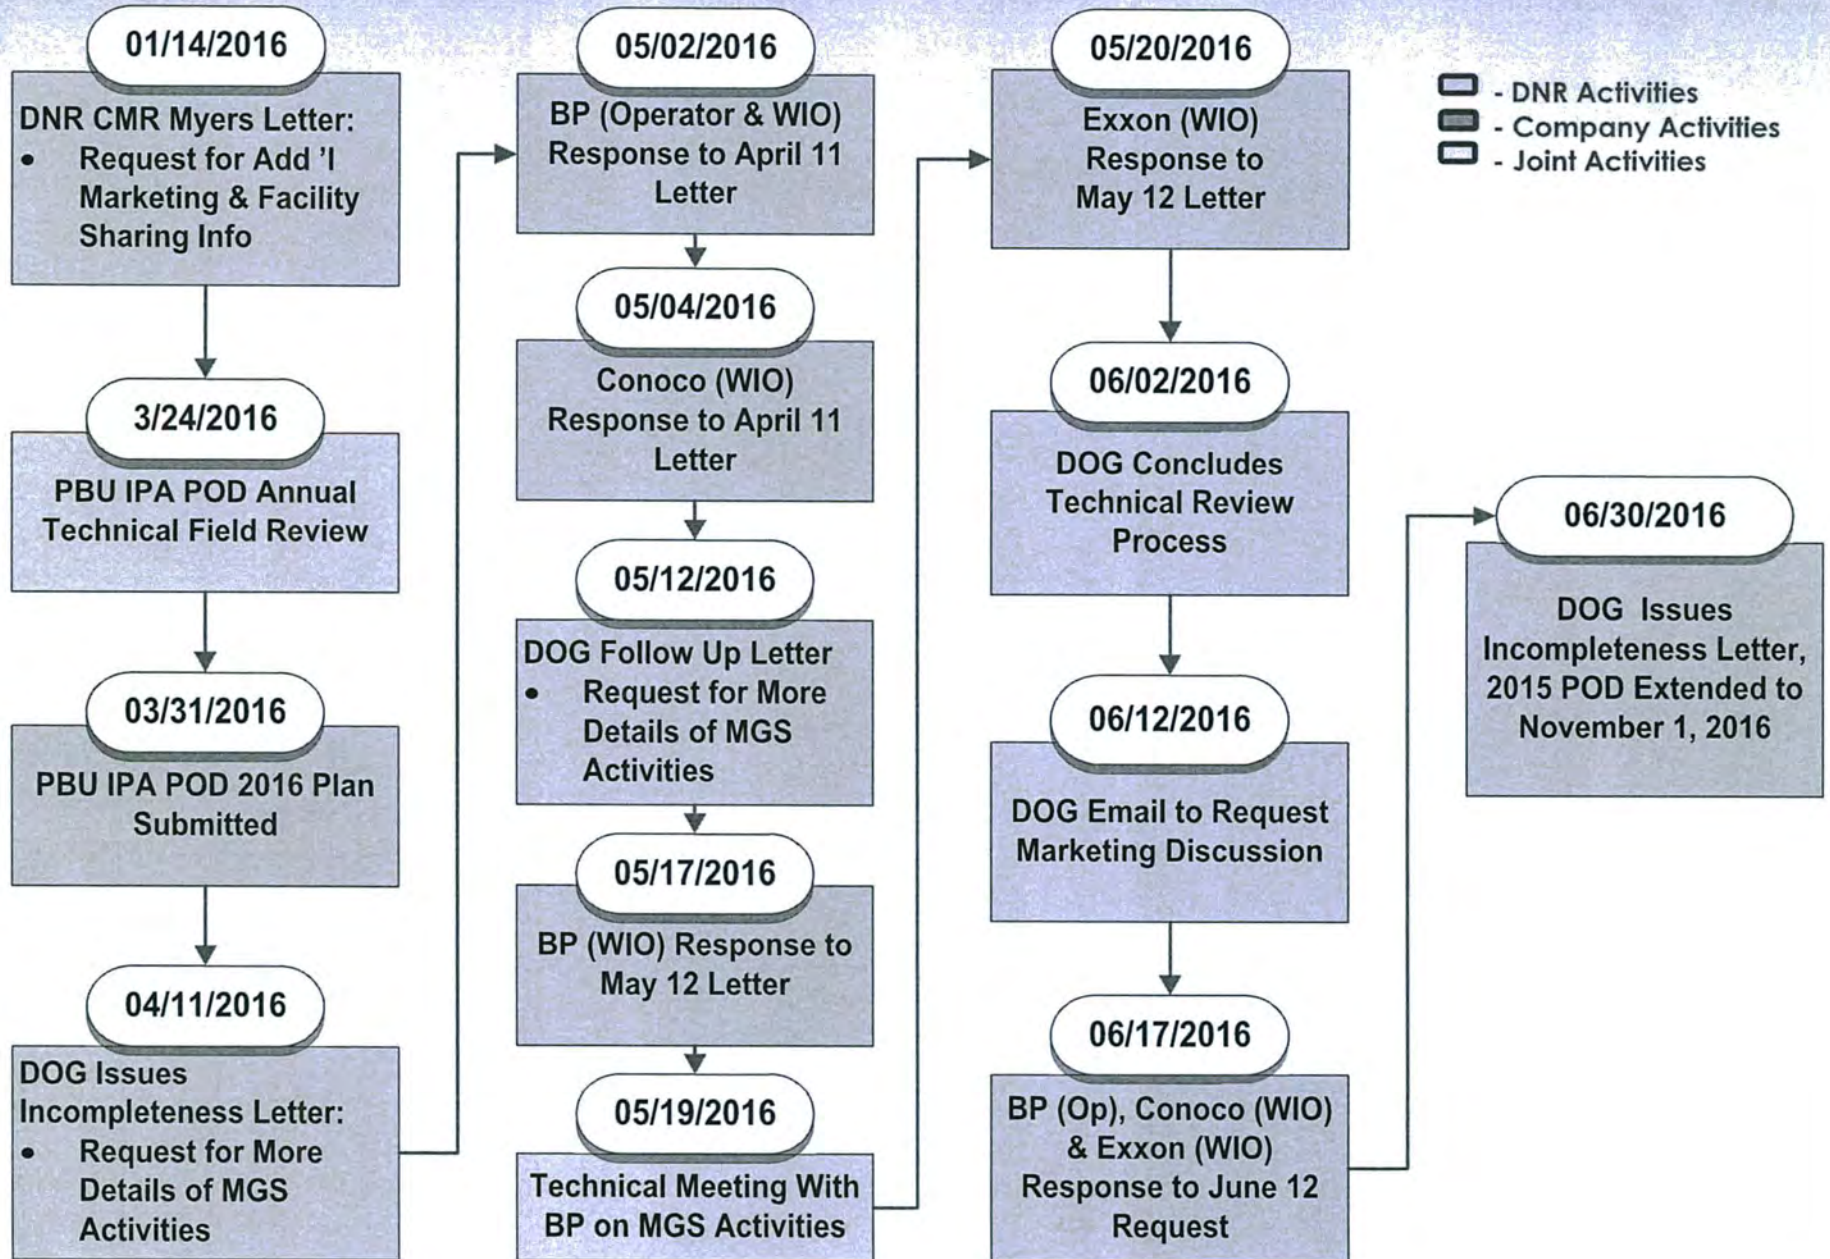 01/14/2016
DNR CMR Myers Letter:
• Request for Add 'l
Marketing & Facility
Sharing Info
3/24/2016
PBU IPA POD Annual
Technical Field Review
03/31/2016
PBU IPA POD 2016 Plan
Submitted
04/11/2016
DOG Issues
Incompleteness Letter:
• Request for More
Details of MGS
Activities
05/02/2016
BP (Operator & WIO)
Response to April 11
Letter
05/04/2016
Conoco (WIO)
Response to April 11
Letter
05/12/2016
DOG Follow Up Letter
• Request for More
Details of MGS
Activities
05/17/2016
BP (WIO) Response to
May 12 Letter
05/19/2016
Technical Meeting With
BP on MGS Activities
05/20/2016
Exxon (WIO)
Response to
May 12 Letter
06/02/2016
DOG Concludes
Technical Review
Process
06/12/2016
DOG Email to Request
Marketing Discussion
06/17/2016
BP (Op), Conoco (WIO)
& Exxon (WIO)
Response to June 12
Request
06/30/2016
DOG Issues
Incompleteness Letter,
2015 POD Extended to
November 1, 2016
- DNR Activities
- Company Activities
- Joint Activities